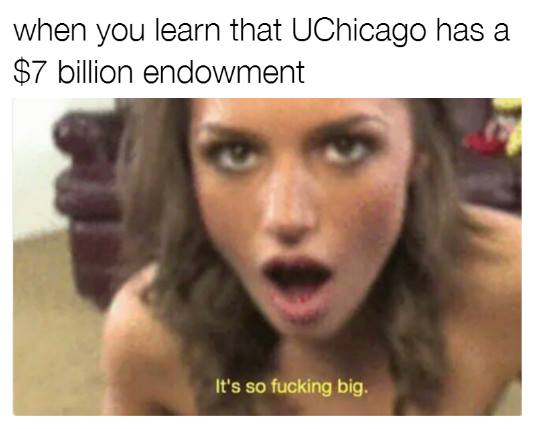 when you learn that UChicago has a
$7 billion endowment
It's so fucking big.